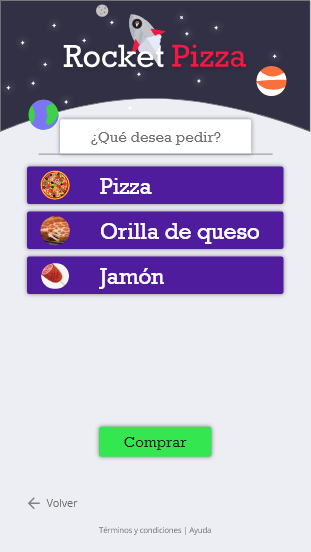 Rocket Pizza
¿Qué desea pedir?
Pizza
Orilla de queso
Jamón
Comprar
Volver
Términos y condiciones | Ayuda